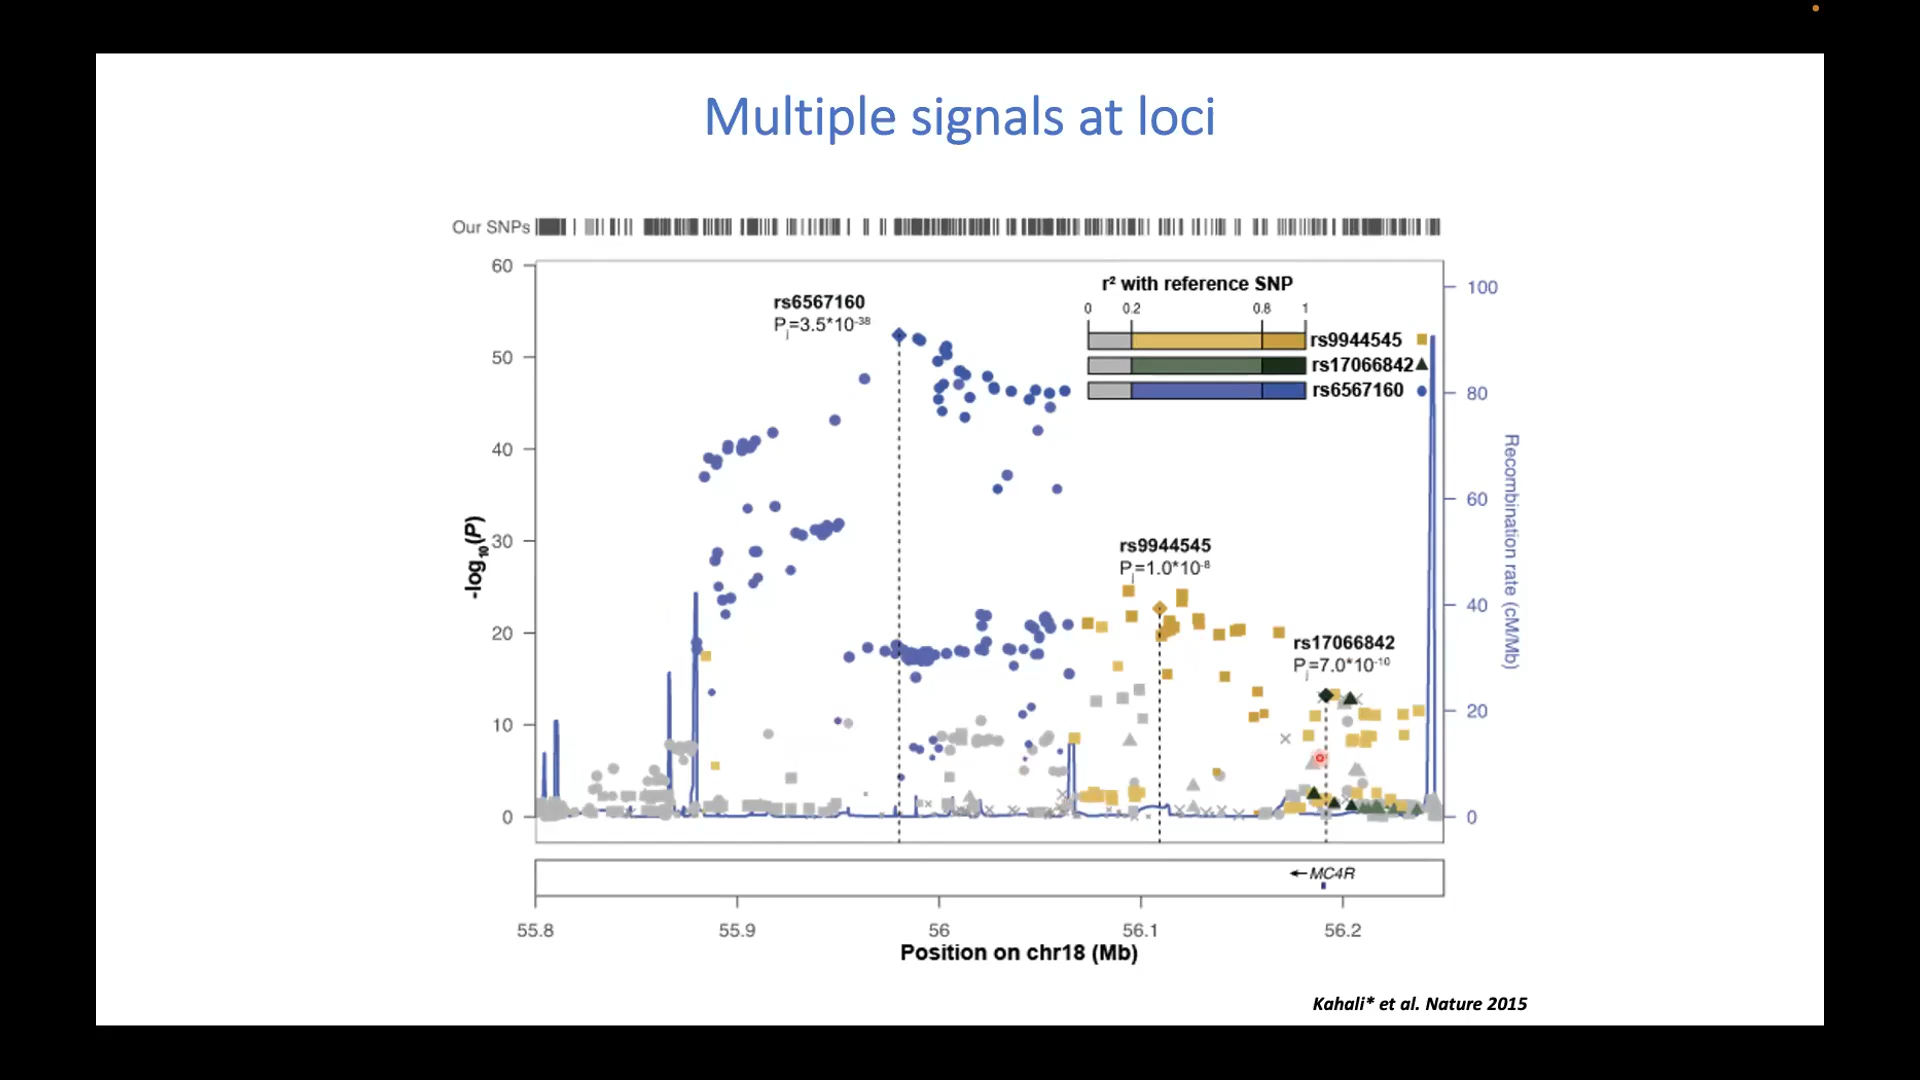 Multiple signals at loci
Our SNPs
60
50
40
30
20
10
0
-log10(P)
rs6567160
Pj=3.5*10-38
r² with reference SNP
0 0.2 0.8 1
rs9944545
rs17066842
rs6567160
100
80
60
40
20
0
Recombination rate (cM/Mb)
rs9944545
Pj=1.0*10-8
rs17066842
Pj=7.0*10-10
←MC4R
55.8 55.9 56 56.1 56.2
Position on chr18 (Mb)
Kahali* et al. Nature 2015